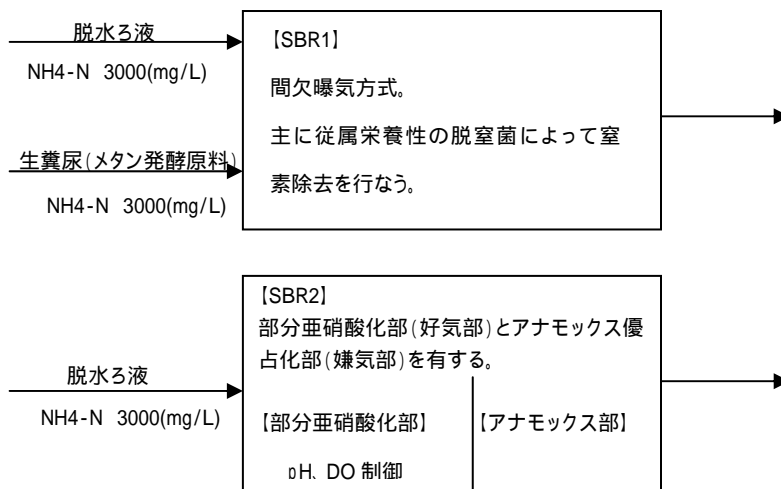 脱水ろ液
NH4-N 3000(mg/L)
生糞尿(メタン発酵原料)
NH4-N 3000(mg/L)
【SBR1】
間欠曝気方式。
主に従属栄養性の脱窒菌によって窒
素除去を行なう。
脱水ろ液
NH4-N 3000(mg/L)
【SBR2】
部分亜硝酸化部(好気部)とアナモックス優
占化部(嫌気部)を有する。
【部分亜硝酸化部】
pH、DO 制御
【アナモックス部】